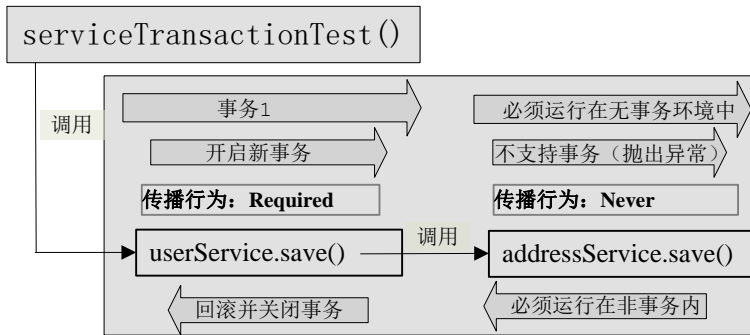 serviceTransactionTest()
调用
事务1
必须运行在无事务环境中
开启新事务
不支持事务（抛出异常）
传播行为：Required
传播行为：Never
userService.save()
调用
addressService.save()
回滚并关闭事务
必须运行在非事务内